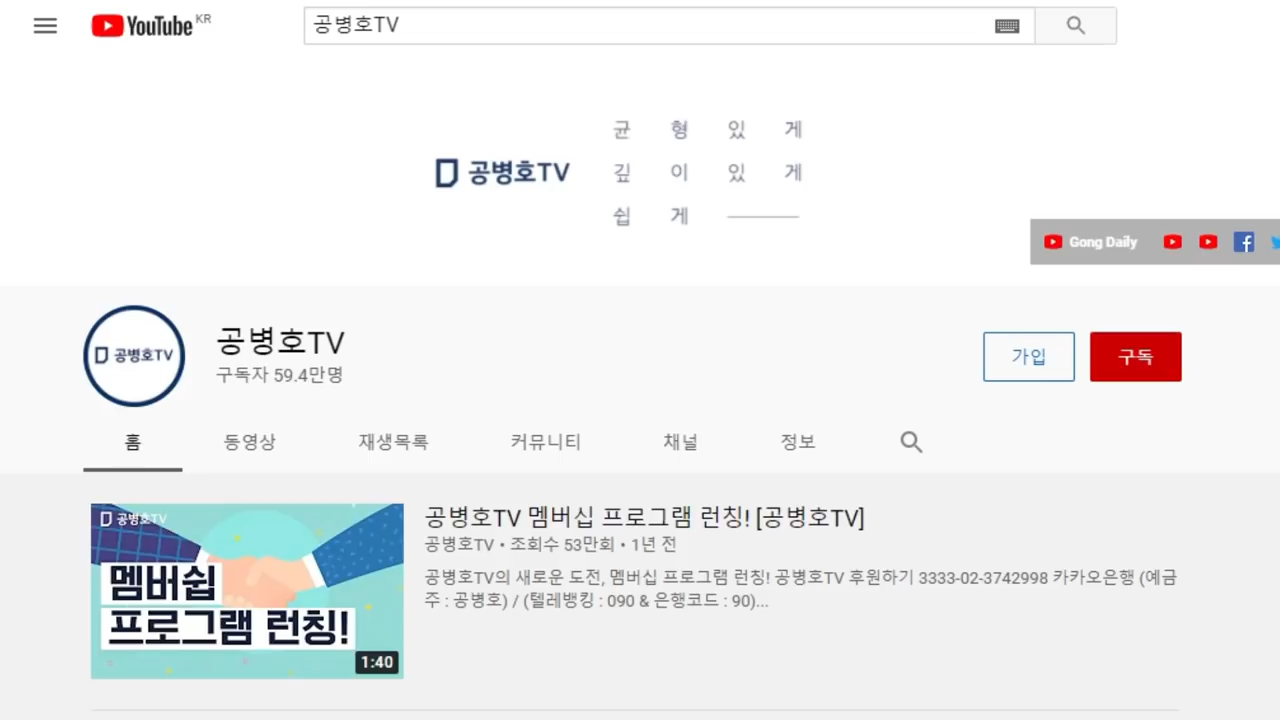 YouTube KR
공병호TV
균 형 있 게
공병호TV
깊 이 있 게
쉽 게
Gong Daily
공병호TV
공병호TV
구독자 59.4만명
가입
구독
홈 동영상 재생목록 커뮤니티 채널 정보
공병호TV
멤버쉽
프로그램 런칭!
1:40
공병호TV 멤버십 프로그램 런칭! [공병호TV]
공병호TV • 조회수 53만회 • 1년 전
공병호TV의 새로운 도전, 멤버십 프로그램 런칭! 공병호TV 후원하기 3333-02-3742998 카카오은행 (예금
주 : 공병호) / (텔레뱅킹 : 090 & 은행코드 : 90)...